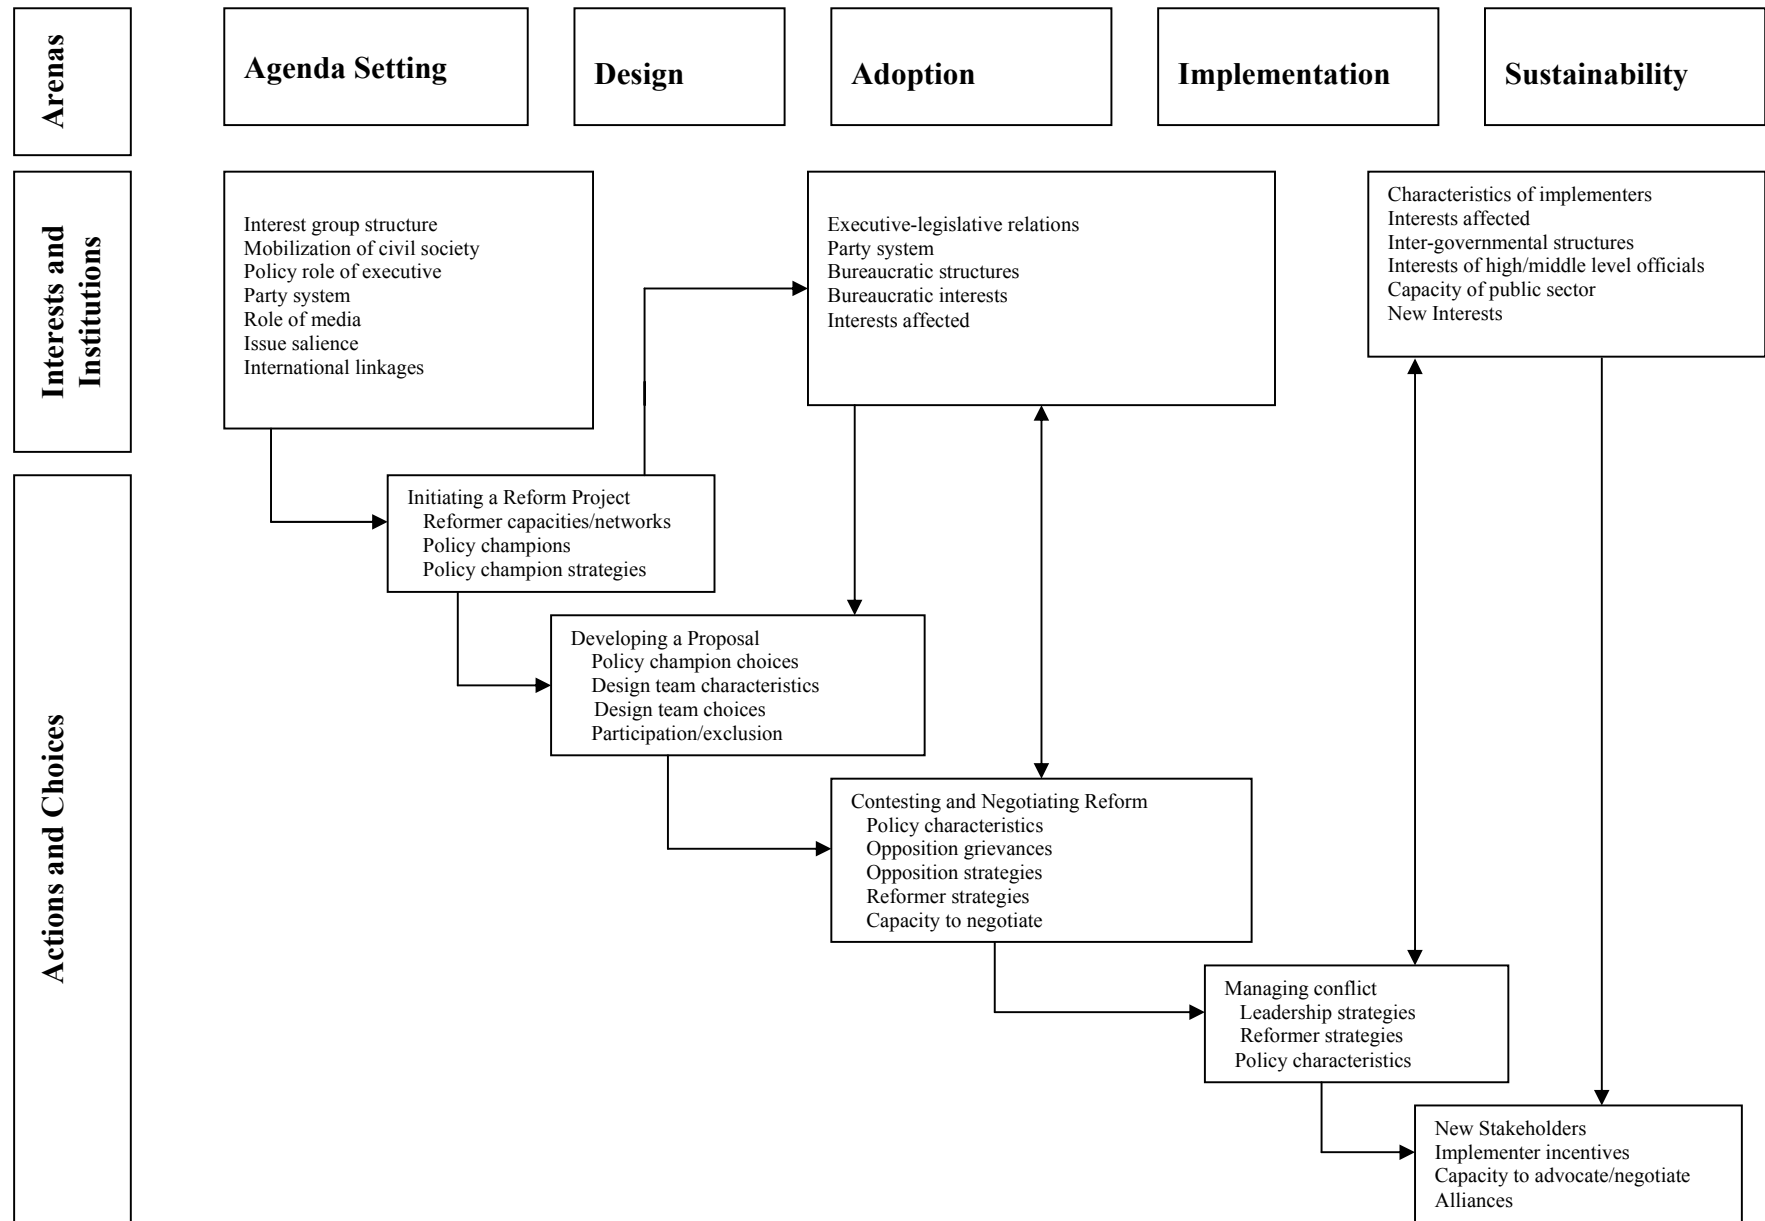 Arenas
Agenda Setting
Design
Adoption
Implementation
Sustainability
Interests and
Institutions
Interest group structure
Mobilization of civil society
Policy role of executive
Party system
Role of media
Issue salience
International linkages
Executive-legislative relations
Party system
Bureaucratic structures
Bureaucratic interests
Interests affected
Characteristics of implementers
Interests affected
Inter-governmental structures
Interests of high/middle level officials
Capacity of public sector
New Interests
Actions and Choices
Initiating a Reform Project
Reformer capacities/networks
Policy champions
Policy champion strategies
Developing a Proposal
Policy champion choices
Design team characteristics
Design team choices
Participation/exclusion
Contesting and Negotiating Reform
Policy characteristics
Opposition grievances
Opposition strategies
Reformer strategies
Capacity to negotiate
Managing conflict
Leadership strategies
Reformer strategies
Policy characteristics
New Stakeholders
Implementer incentives
Capacity to advocate/negotiate
Alliances